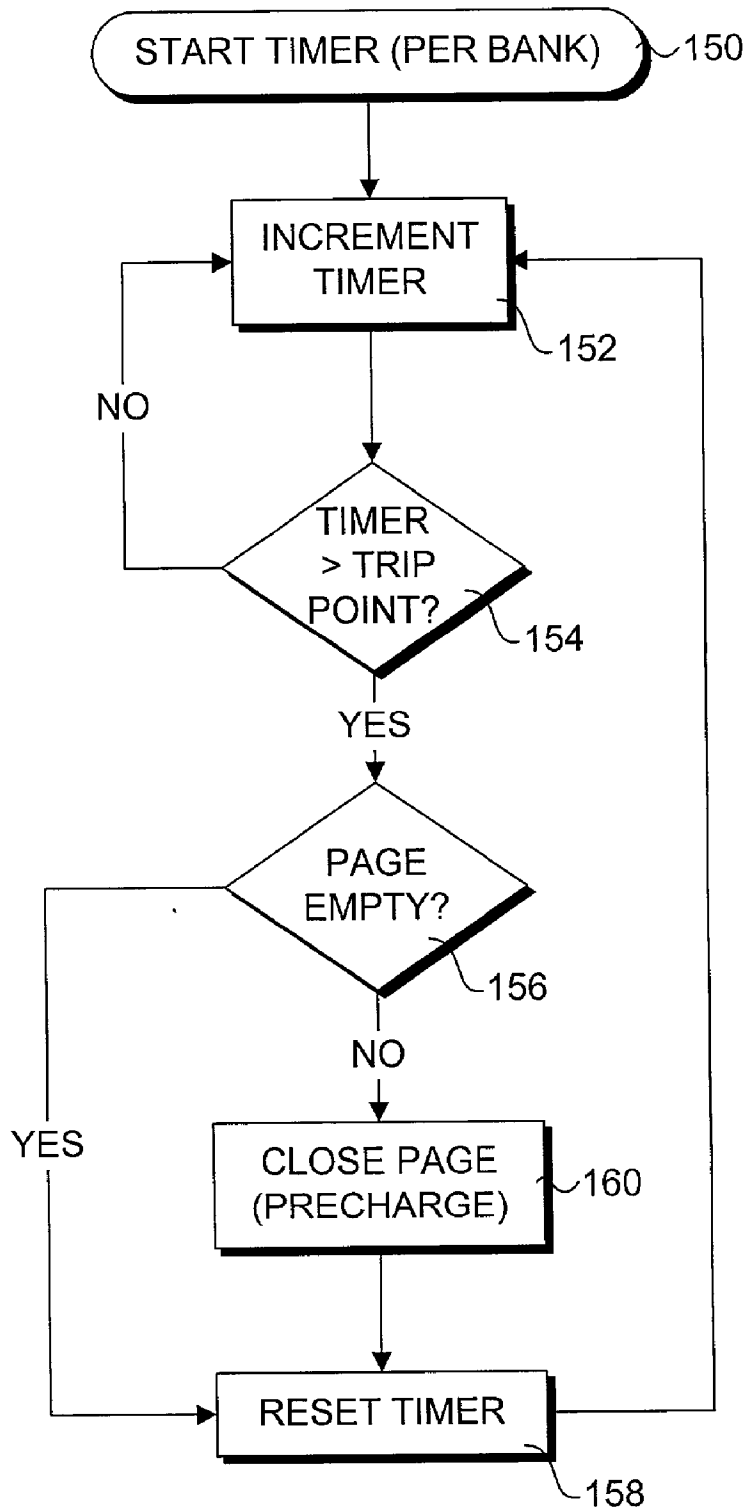 START TIMER (PER BANK)
150
INCREMENT
TIMER
152
NO
TIMER
> TRIP
POINT?
154
YES
PAGE
EMPTY?
156
NO
YES
CLOSE PAGE
(PRECHARGE)
160
RESET TIMER
158